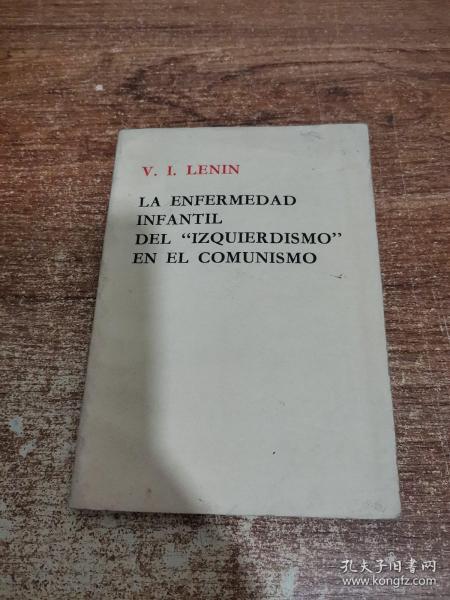 V. I. LENIN
LA ENFERMEDAD
INFANTIL
DEL “IZQUIERDISMO”
EN EL COMUNISMO
孔夫子旧书网
www.kongfz.com